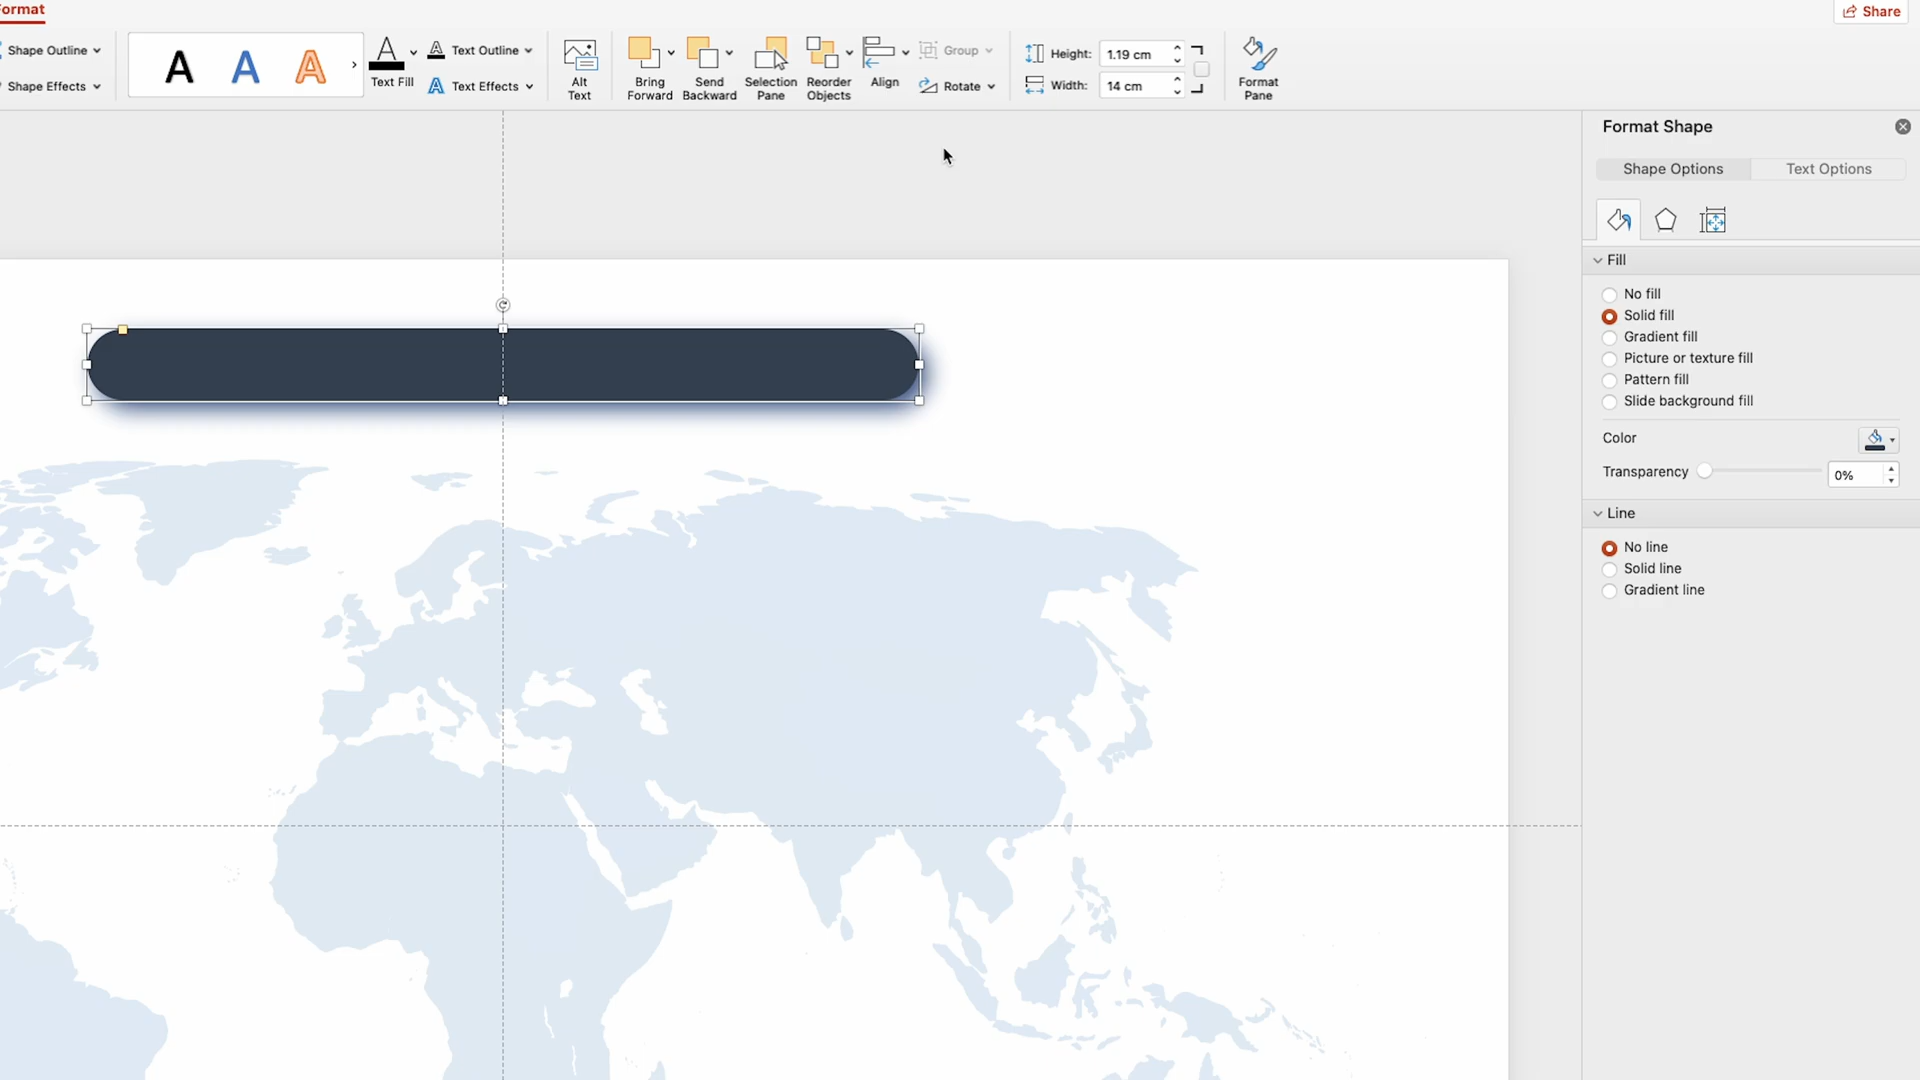 Format
Share
Shape Outline
Shape Effects
A A A
Text Fill
Text Outline
Text Effects
Alt
Text
Bring
Forward
Send
Backward
Selection
Pane
Reorder
Objects
Align
Group
Rotate
Height: 1.19 cm
Width: 14 cm
Format
Pane
Format Shape
Shape Options
Text Options
Fill
No fill
Solid fill
Gradient fill
Picture or texture fill
Pattern fill
Slide background fill
Color
Transparency 0%
Line
No line
Solid line
Gradient line